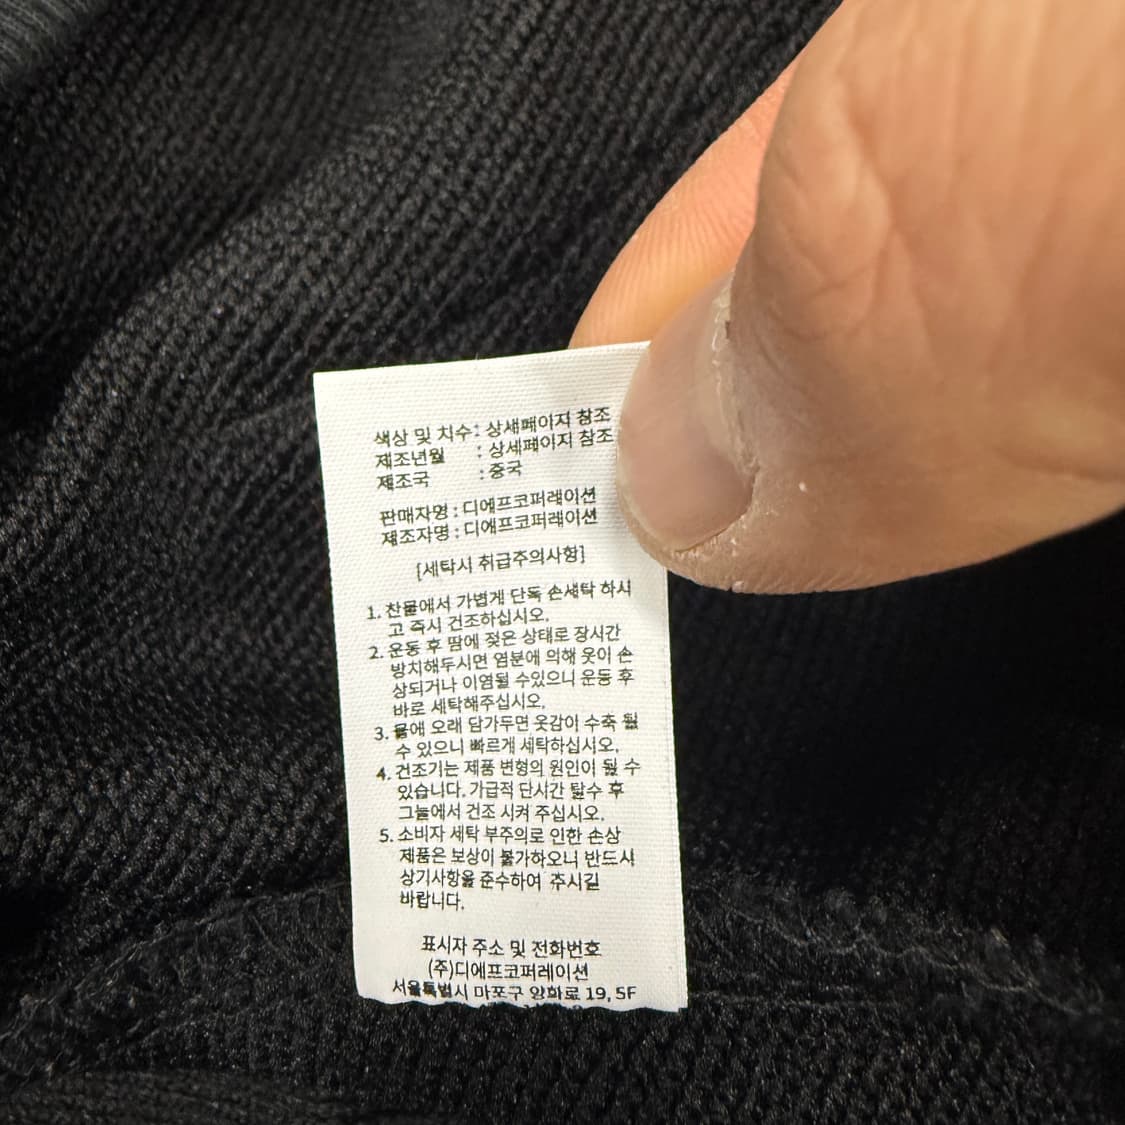 색상 및 치수: 상세페이지 참조
제조년월 : 상세페이지 참조
제조국 : 중국
판매자명 : 디에프코퍼레이션
제조자명 : 디에프코퍼레이션
[세탁시 취급주의사항]
1. 찬물에서 가볍게 단독 손세탁 하시
고 즉시 건조하십시오.
2. 운동 후 땀에 젖은 상태로 장시간
방치해두시면 염분에 의해 옷이 손
상되거나 이염될 수있으니 운동 후
바로 세탁해주십시오.
3. 물에 오래 담가두면 옷감이 수축 될
수 있으니 빠르게 세탁하십시오.
4. 건조기는 제품 변형의 원인이 될 수
있습니다. 가급적 단시간 탈수 후
그늘에서 건조 시켜 주십시오.
5. 소비자 세탁 부주의로 인한 손상
제품은 보상이 불가하오니 반드시
상기사항을 준수하여 주시길
바랍니다.
표시자 주소 및 전화번호
(주)디에프코퍼레이션
서울특별시 마포구 양화로 19, 5F